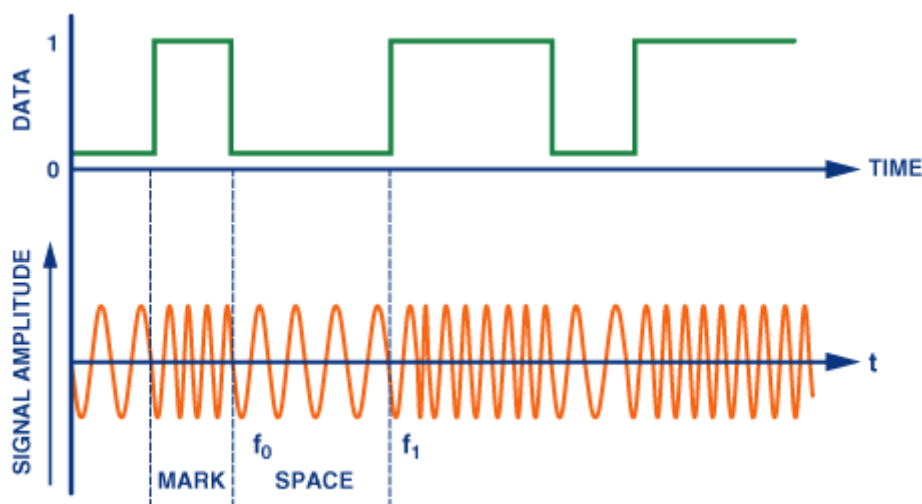 1
DATA
0
TIME
SIGNAL AMPLITUDE
t
f0
f1
MARK
SPACE